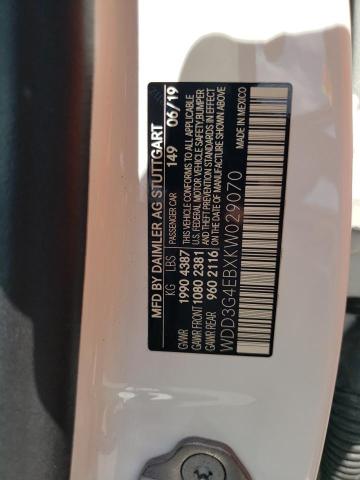 MFD BY DAIMLER AG STUTTGART
KG LBS PASSENGER CAR 149 06/19
GVWR 1990 4387 THIS VEHICLE CONFORMS TO ALL APPLICABLE
GAWR FRONT 1080 2381 U.S. FEDERAL MOTOR VEHICLE SAFETY, BUMPER
GAWR REAR 960 2116 AND THEFT PREVENTION STANDARDS IN EFFECT
ON THE DATE OF MANUFACTURE SHOWN ABOVE
WDD3G4EBXKW029070
MADE IN MEXICO